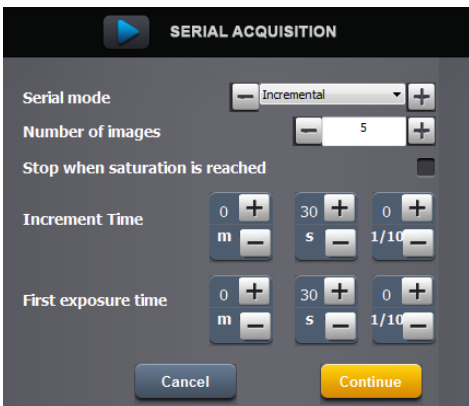 SERIAL ACQUISITION
Serial mode Incremental
Number of images 5
Stop when saturation is reached
Increment Time 0 m 30 s 0 1/10
First exposure time 0 m 30 s 0 1/10
Cancel Continue